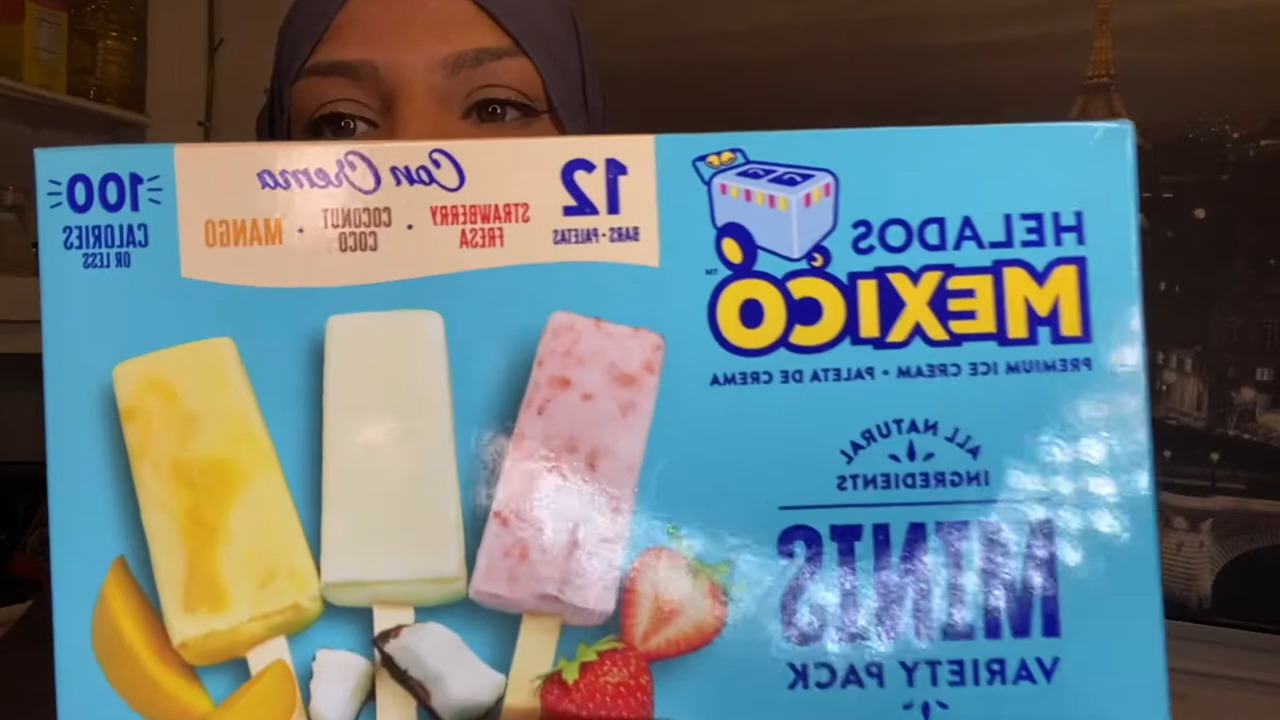 HELADOS
MEXICO
TM
PREMIUM ICE CREAM • PALETA DE CREMA
ALL NATURAL
INGREDIENTS
MINIS
VARIETY PACK
12
BARS • PALETAS
Con Crema
STRAWBERRY
FRESA
•
COCONUT
COCO
•
MANGO
100
CALORIES
OR LESS